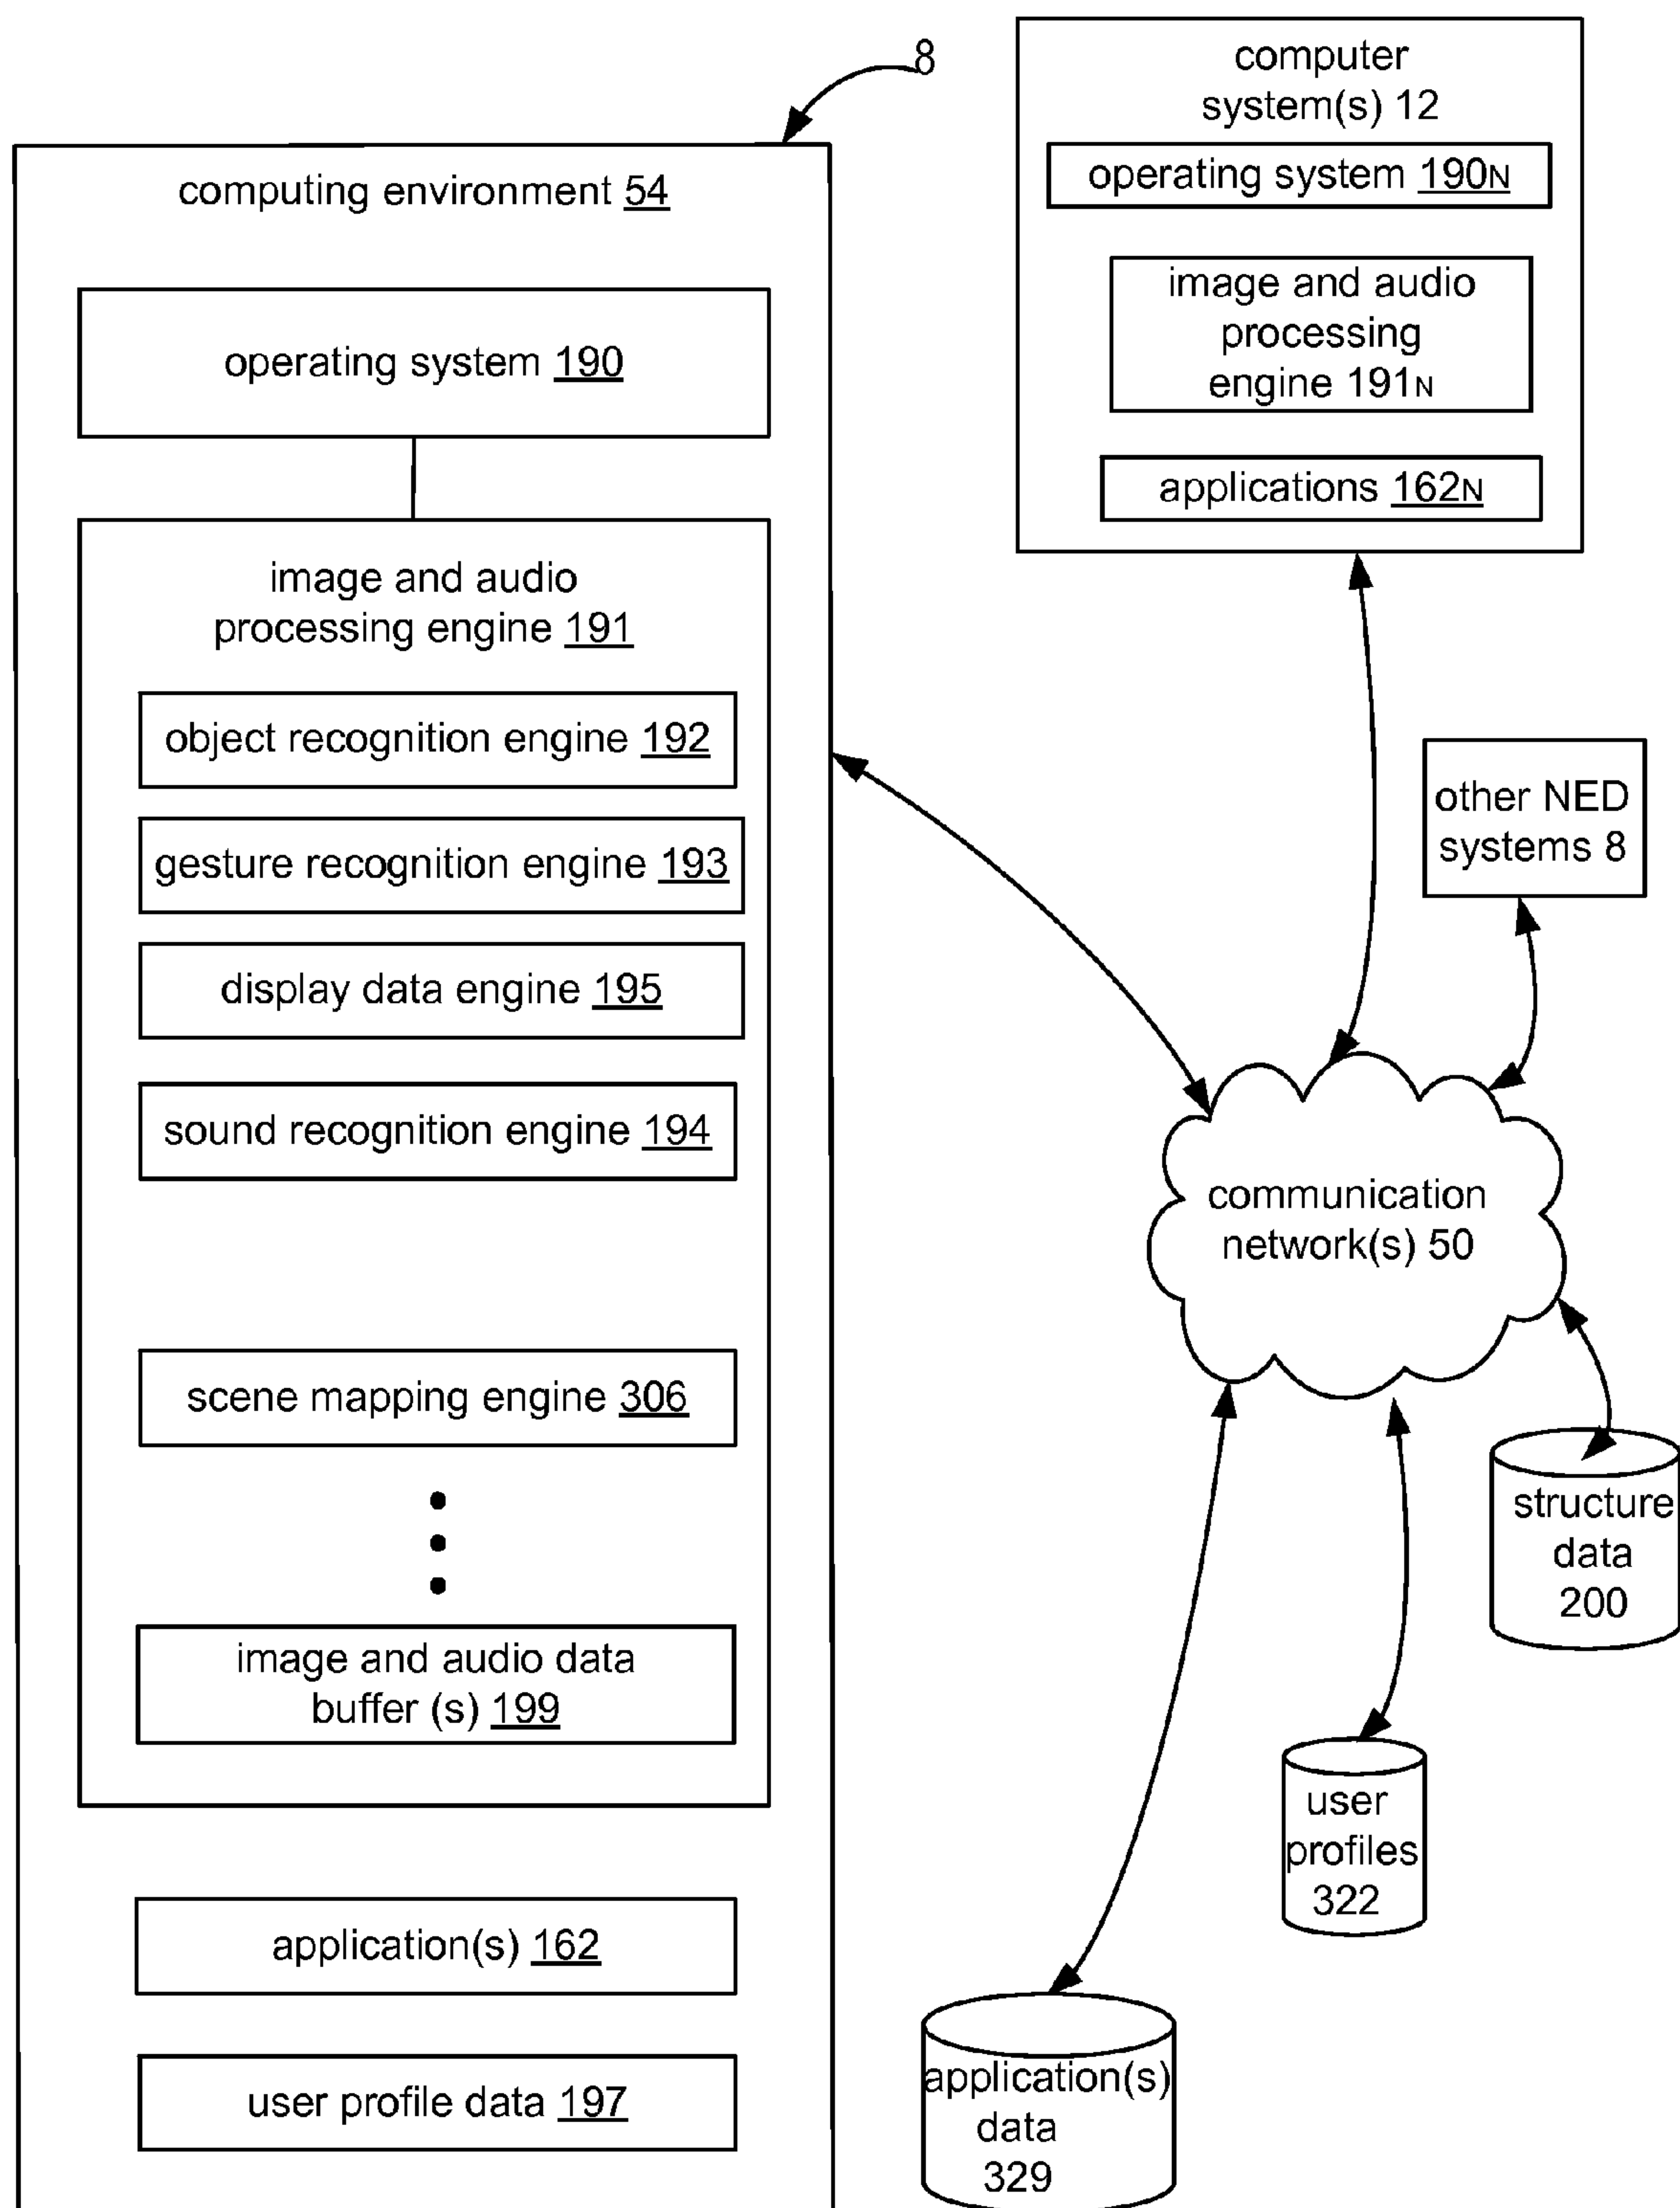 8
computing environment 54
operating system 190
image and audio
processing engine 191
object recognition engine 192
gesture recognition engine 193
display data engine 195
sound recognition engine 194
scene mapping engine 306
image and audio data
buffer (s) 199
application(s) 162
user profile data 197
computer
system(s) 12
operating system 190N
image and audio
processing
engine 191N
applications 162N
other NED
systems 8
communication
network(s) 50
structure
data
200
user
profiles
322
application(s)
data
329